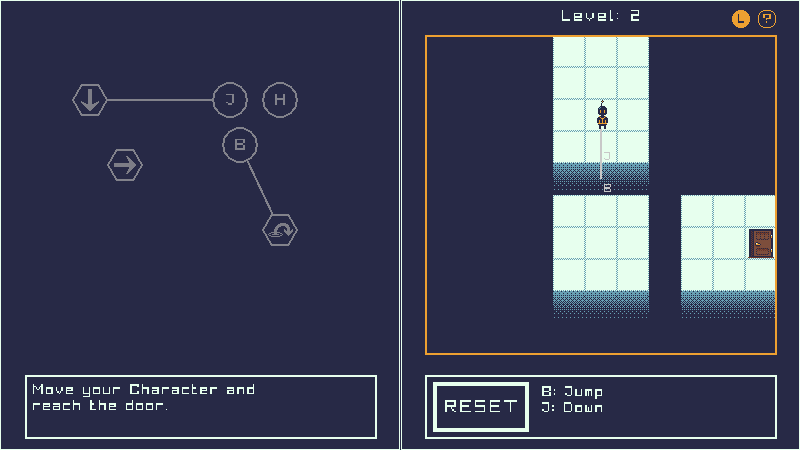 Level: 2
L
?
J
H
B
J
B
Move your Character and
reach the door.
RESET
B: Jump
J: Down